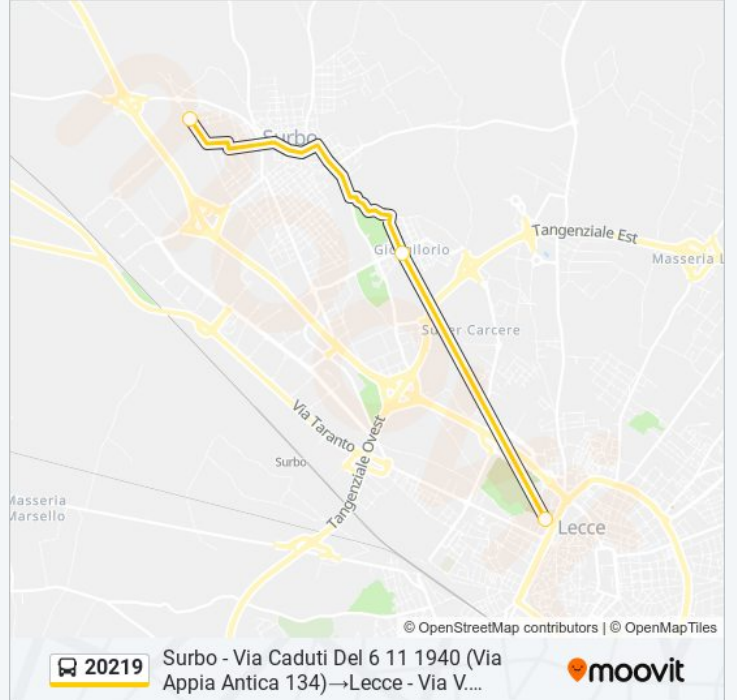 Surbo
Tangenziale Est
Masseria L
Giorgilorio
Super Carcere
Via Taranto
Surbo
Tangenziale Ovest
Masseria
Marsello
Lecce
© OpenStreetMap contributors | © OpenMapTiles
20219
Surbo - Via Caduti Del 6 11 1940 (Via
Appia Antica 134)→Lecce - Via V....
moovit